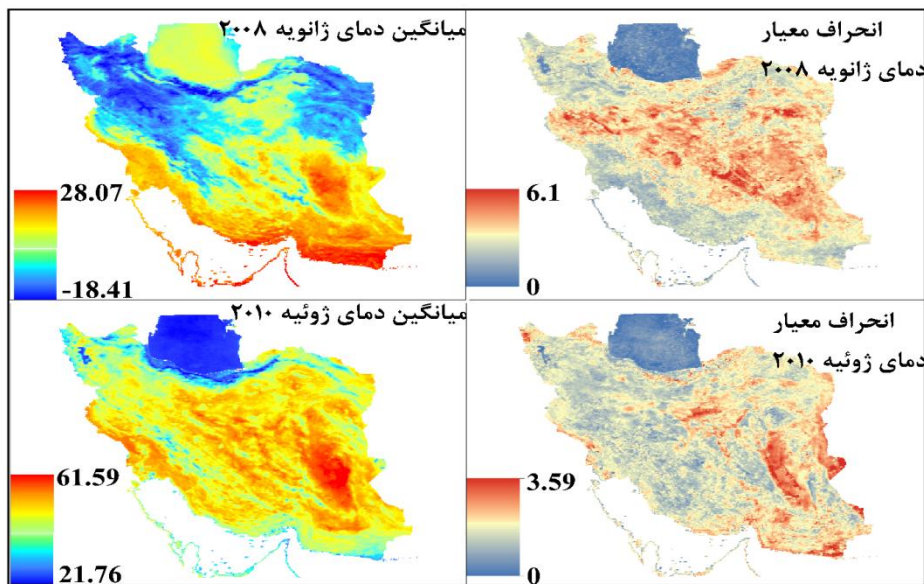 میانگین دمای ژانویه ۲۰۰۸
28.07
-18.41
انحراف معیار
دمای ژانویه ۲۰۰۸
6.1
0
میانگین دمای ژوئیه ۲۰۱۰
61.59
21.76
انحراف معیار
دمای ژوئیه ۲۰۱۰
3.59
0